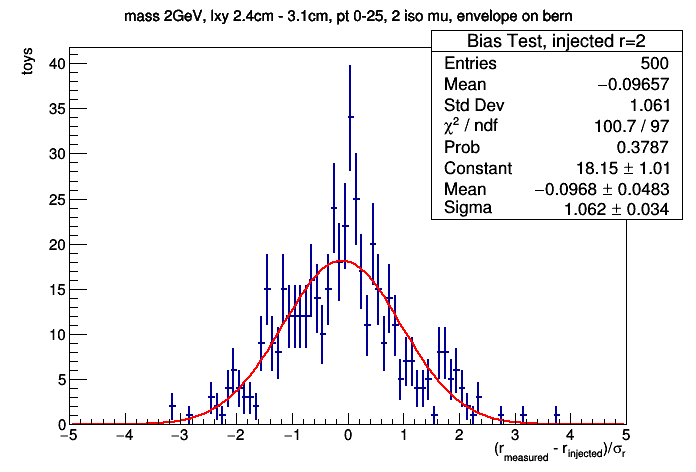 mass 2GeV, lxy 2.4cm - 3.1cm, pt 0-25, 2 iso mu, envelope on bern
toys
Bias Test, injected r=2
Entries 500
Mean −0.09657
Std Dev 1.061
χ² / ndf 100.7 / 97
Prob 0.3787
Constant 18.15 ± 1.01
Mean −0.0968 ± 0.0483
Sigma 1.062 ± 0.034
40
35
30
25
20
15
10
5
0
−5 −4 −3 −2 −1 0 1 2 3 4 5
(r_measured - r_injected)/σ_r